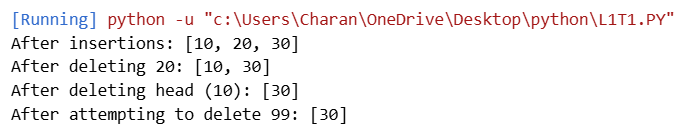 [Running] python -u "c:\Users\Charan\OneDrive\Desktop\python\L1T1.PY"
After insertions: [10, 20, 30]
After deleting 20: [10, 30]
After deleting head (10): [30]
After attempting to delete 99: [30]